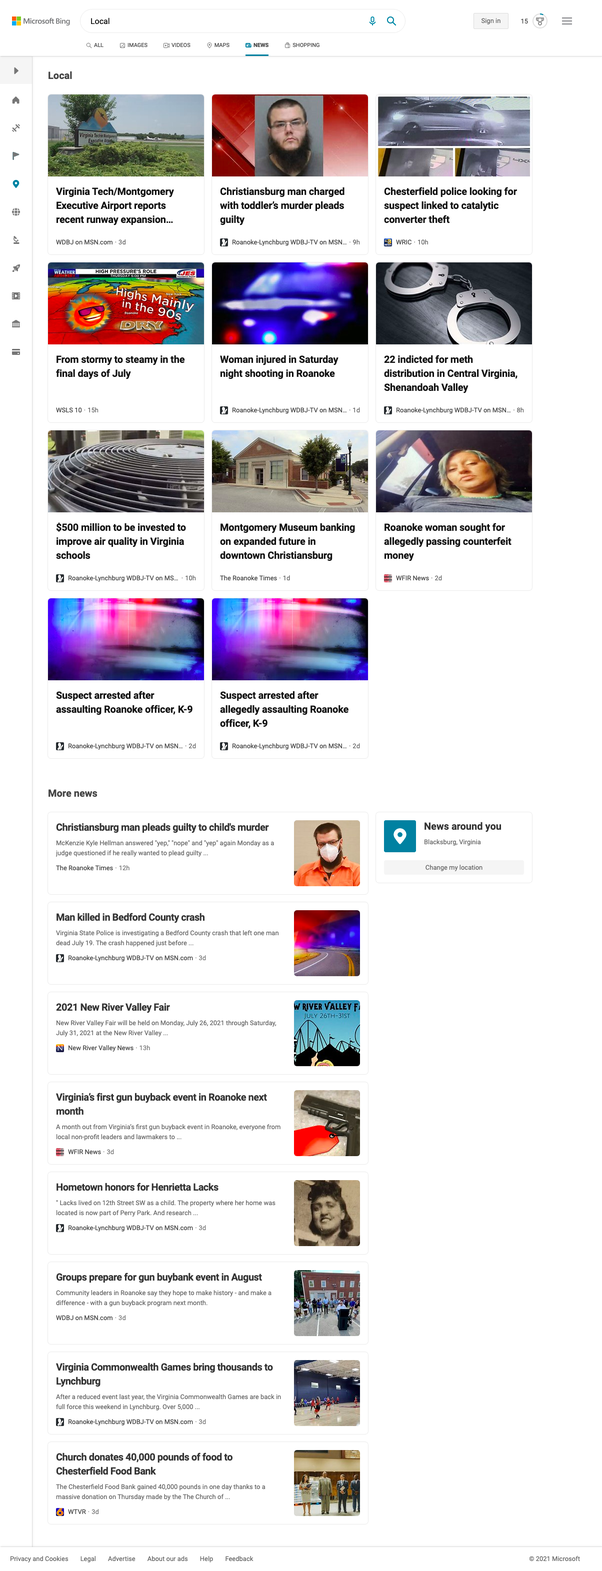 Microsoft Bing
Local
Sign in
15
ALL
IMAGES
VIDEOS
MAPS
NEWS
SHOPPING
Local
Virginia Tech/Montgomery
Executive Airport reports
recent runway expansion...
WDBJ on MSN.com · 3d
Christiansburg man charged
with toddler's murder pleads
guilty
Roanoke-Lynchburg WDBJ-TV on MSN... · 9h
Chesterfield police looking for
suspect linked to catalytic
converter theft
WRIC · 10h
WEATHER
HIGH PRESSURE'S ROLE
JES
Highs Mainly
in the 90s
DRY
From stormy to steamy in the
final days of July
WSLS 10 · 15h
Woman injured in Saturday
night shooting in Roanoke
Roanoke-Lynchburg WDBJ-TV on MSN... · 1d
22 indicted for meth
distribution in Central Virginia,
Shenandoah Valley
Roanoke-Lynchburg WDBJ-TV on MSN... · 8h
$500 million to be invested to
improve air quality in Virginia
schools
Roanoke-Lynchburg WDBJ-TV on MS... · 10h
Montgomery Museum banking
on expanded future in
downtown Christiansburg
The Roanoke Times · 1d
Roanoke woman sought for
allegedly passing counterfeit
money
WFIR News · 2d
Suspect arrested after
assaulting Roanoke officer, K-9
Roanoke-Lynchburg WDBJ-TV on MSN... · 2d
Suspect arrested after
allegedly assaulting Roanoke
officer, K-9
Roanoke-Lynchburg WDBJ-TV on MSN... · 2d
More news
Christiansburg man pleads guilty to child's murder
McKenzie Kyle Hellman answered "yep," "nope" and "yep" again Monday as a
judge questioned if he really wanted to plead guilty ...
The Roanoke Times · 12h
News around you
Blacksburg, Virginia
Change my location
Man killed in Bedford County crash
Virginia State Police is investigating a Bedford County crash that left one man
dead July 19. The crash happened just before ...
Roanoke-Lynchburg WDBJ-TV on MSN.com · 3d
2021 New River Valley Fair
New River Valley Fair will be held on Monday, July 26, 2021 through Saturday,
July 31, 2021 at the New River Valley ...
New River Valley News · 13h
W RIVER VALLEY F
JULY 26TH-31ST
Virginia's first gun buyback event in Roanoke next
month
A month out from Virginia's first gun buyback event in Roanoke, everyone from
local non-profit leaders and lawmakers to ...
WFIR News · 3d
Hometown honors for Henrietta Lacks
" Lacks lived on 12th Street SW as a child. The property where her home was
located is now part of Perry Park. And research ...
Roanoke-Lynchburg WDBJ-TV on MSN.com · 3d
Groups prepare for gun buybank event in August
Community leaders in Roanoke say they hope to make history - and make a
difference - with a gun buyback program next month.
WDBJ on MSN.com · 3d
Virginia Commonwealth Games bring thousands to
Lynchburg
After a reduced event last year, the Virginia Commonwealth Games are back in
full force this weekend in Lynchburg. Over 5,000 ...
Roanoke-Lynchburg WDBJ-TV on MSN.com · 3d
Church donates 40,000 pounds of food to
Chesterfield Food Bank
The Chesterfield Food Bank gained 40,000 pounds in one day thanks to a
massive donation on Thursday made by the The Church of ...
WTVR · 3d
Privacy and Cookies
Legal
Advertise
About our ads
Help
Feedback
© 2021 Microsoft